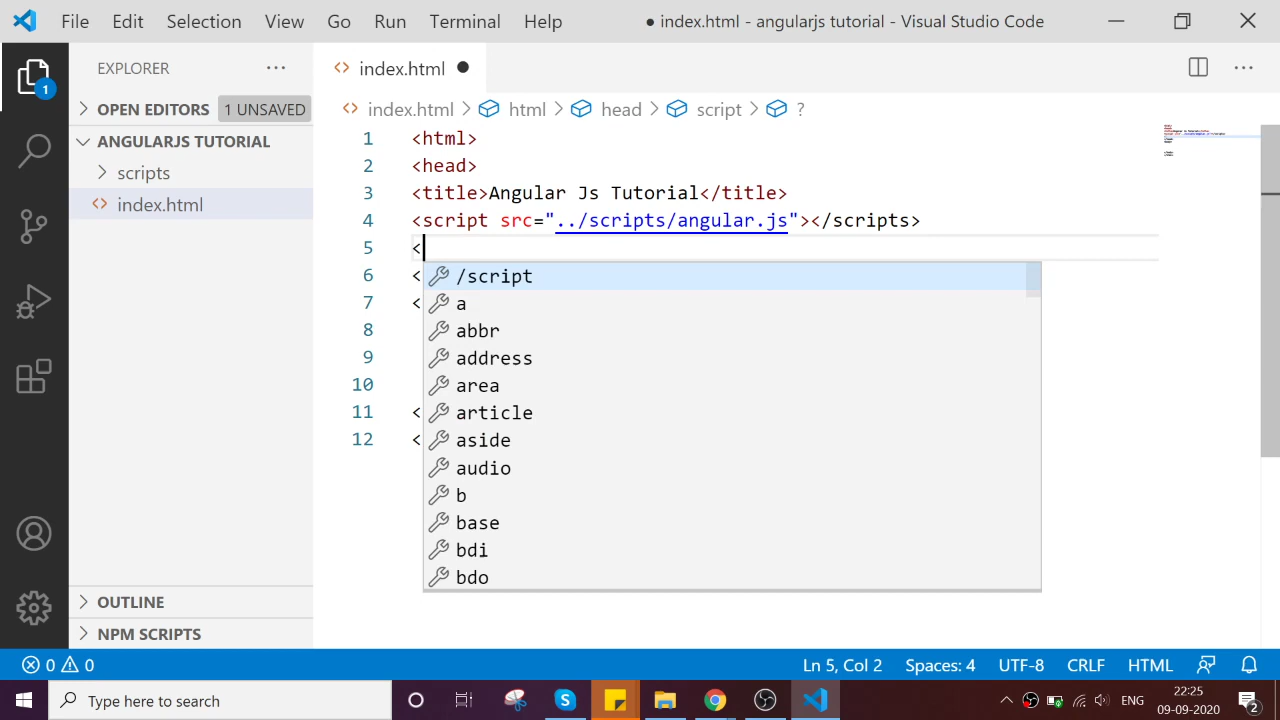 File Edit Selection View Go Run Terminal Help ● index.html - angularjs tutorial - Visual Studio Code
EXPLORER ···
index.html ●
1
OPEN EDITORS 1 UNSAVED
index.html > html > head > script > ?
ANGULARJS TUTORIAL
scripts
index.html
1 <html>
2 <head>
3 <title>Angular Js Tutorial</title>
4 <script src="../scripts/angular.js"></scripts>
5 <
6 <
7 <
8
9
10
11 <
12 <
/script
a
abbr
address
area
article
aside
audio
b
base
bdi
bdo
OUTLINE
NPM SCRIPTS
0 0 Ln 5, Col 2 Spaces: 4 UTF-8 CRLF HTML
Type here to search
S
ENG
22:25
09-09-2020
2